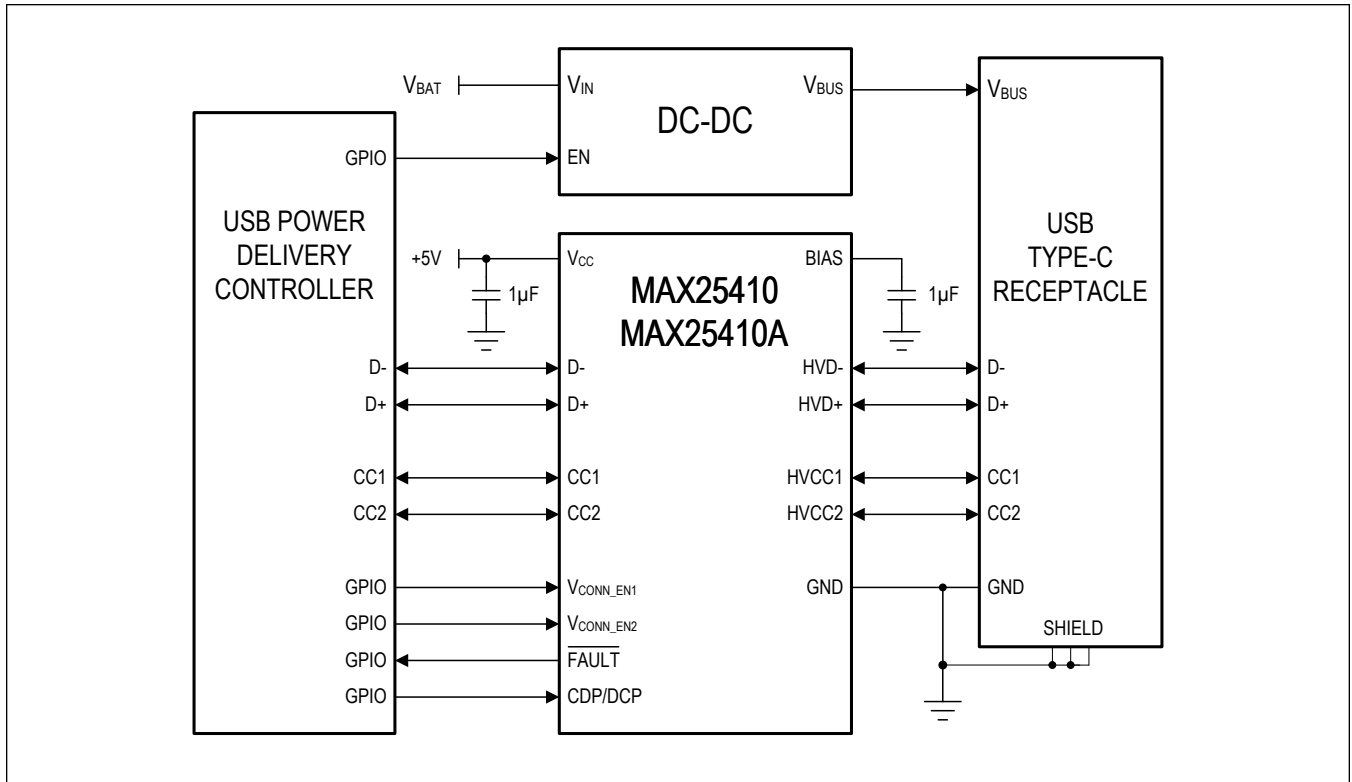 VBAT
VIN
VBUS
VBUS
DC-DC
GPIO
EN
USB POWER
DELIVERY
CONTROLLER
USB
TYPE-C
RECEPTACLE
+5V
VCC
BIAS
1µF
1µF
MAX25410
MAX25410A
D-
D-
HVD-
D-
D+
D+
HVD+
D+
CC1
CC1
HVCC1
CC1
CC2
CC2
HVCC2
CC2
GPIO
VCONN_EN1
GND
GND
GPIO
VCONN_EN2
SHIELD
GPIO
FAULT
GPIO
CDP/DCP